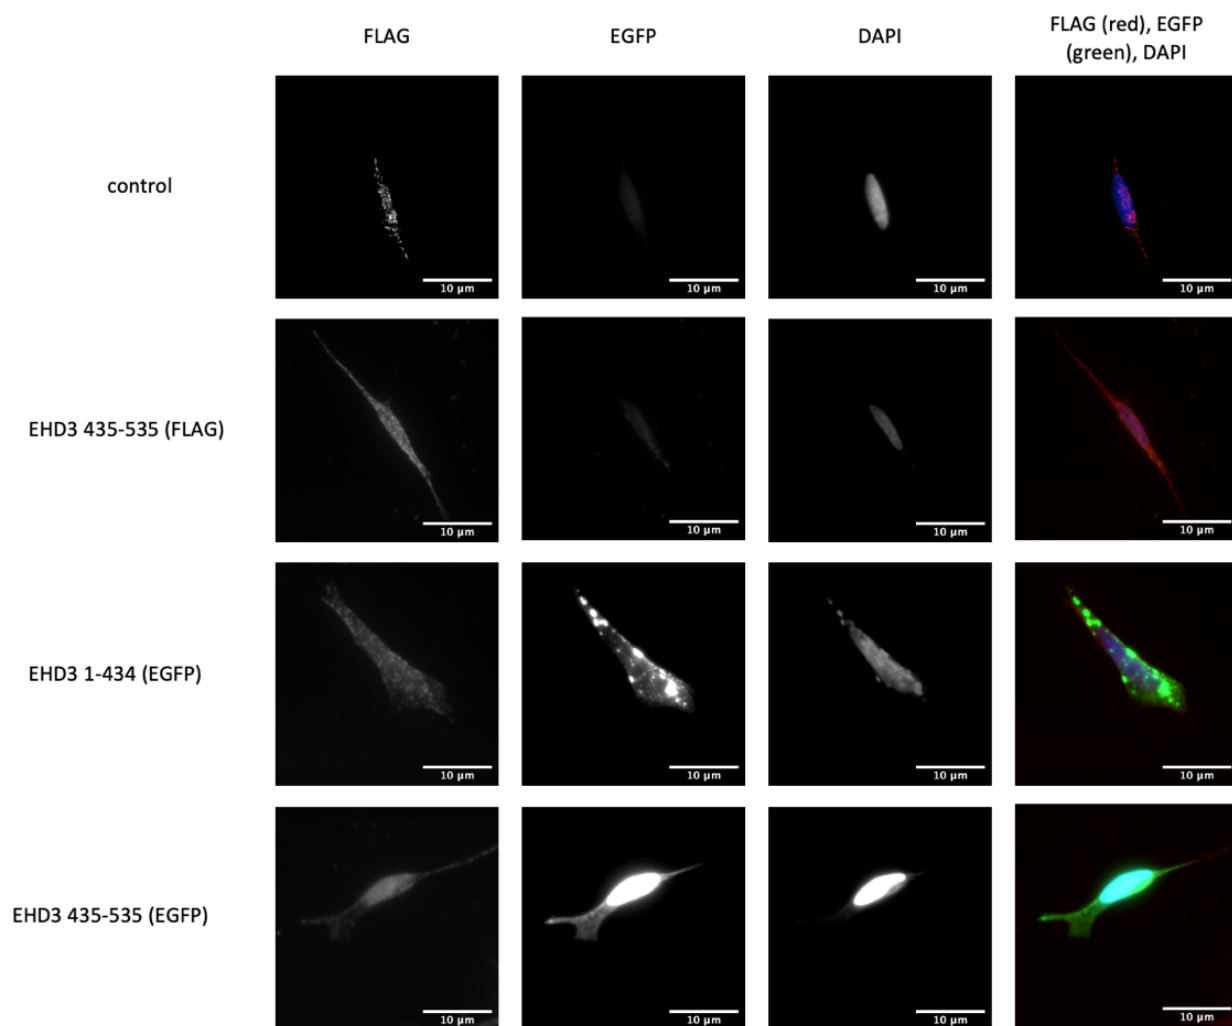 FLAG
EGFP
DAPI
FLAG (red), EGFP
(green), DAPI
control
10 μm
10 μm
10 μm
10 μm
EHD3 435-535 (FLAG)
10 μm
10 μm
10 μm
10 μm
EHD3 1-434 (EGFP)
10 μm
10 μm
10 μm
10 μm
EHD3 435-535 (EGFP)
10 μm
10 μm
10 μm
10 μm